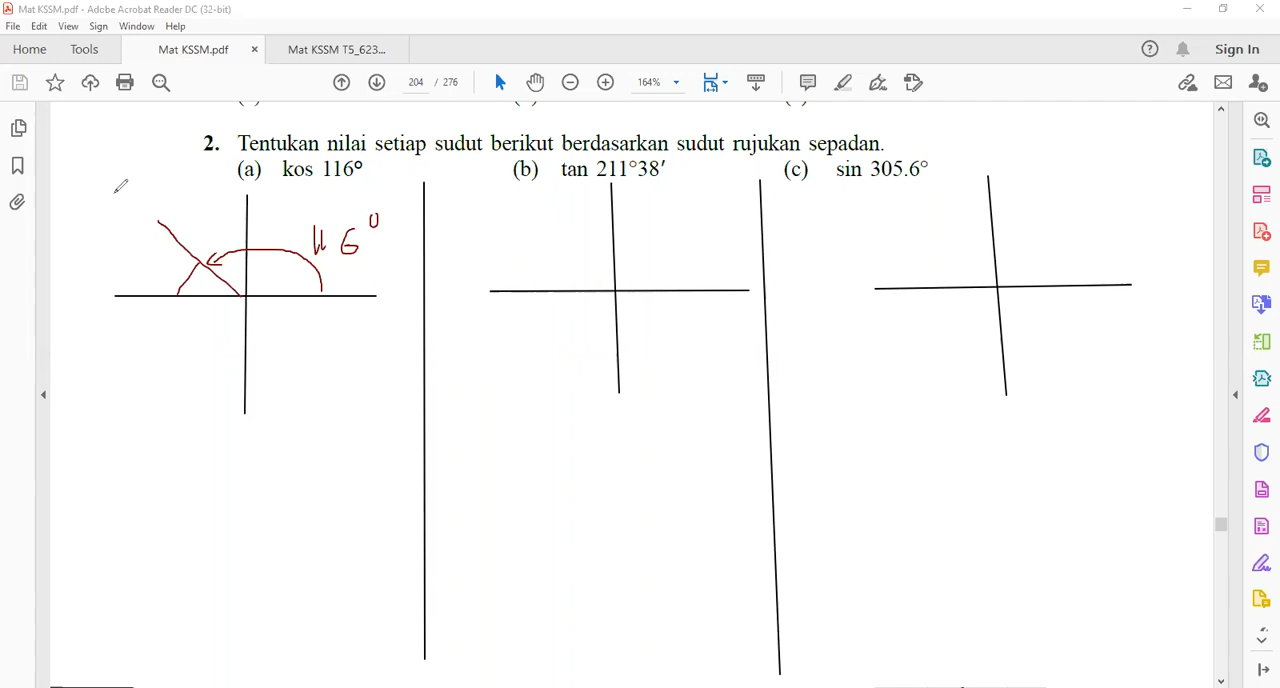 Mat KSSM.pdf - Adobe Acrobat Reader DC (32-bit)
File Edit View Sign Window Help
Home Tools Mat KSSM.pdf × Mat KSSM T5_623... Sign In
204 / 276 164%
2. Tentukan nilai setiap sudut berikut berdasarkan sudut rujukan sepadan.
(a) kos 116° (b) tan 211°38′ (c) sin 305.6°
116°